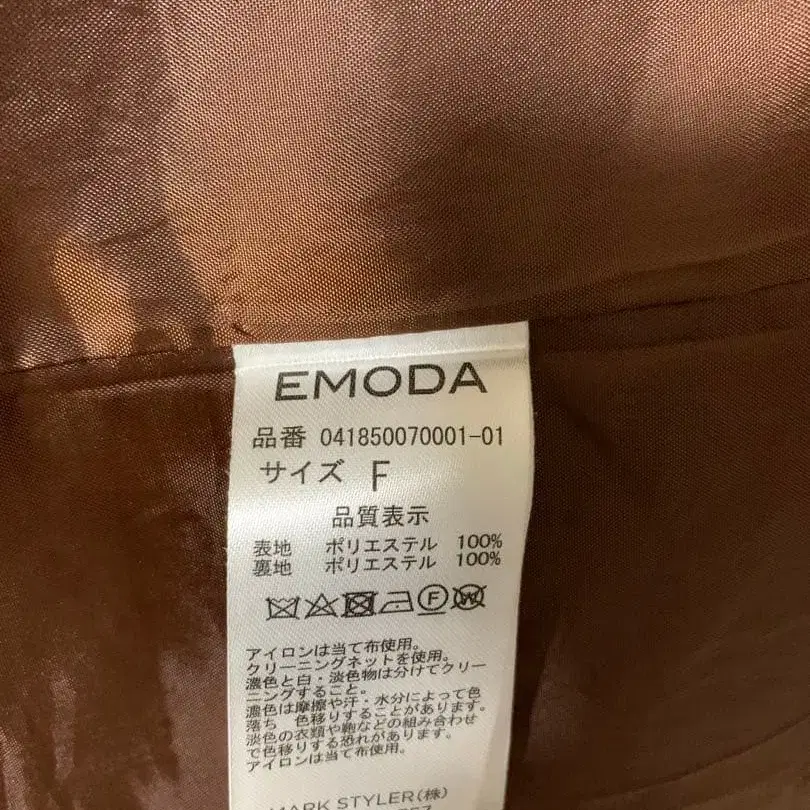 EMODA
品番 041850070001-01
サイズ F
品質表示
表地 ポリエステル 100%
裏地 ポリエステル 100%
F W
アイロンは当て布使用。
クリーニングネットを使用。
濃色と白・淡色物は分けてクリー
ニングすること。
濃色は摩擦や汗・水分によって色
落ち 色移りすることがあります。
淡色の衣類や鞄などの組み合わせ
で色移りする恐れがあります。
アイロンは当て布使用。
MARK STYLER(株)